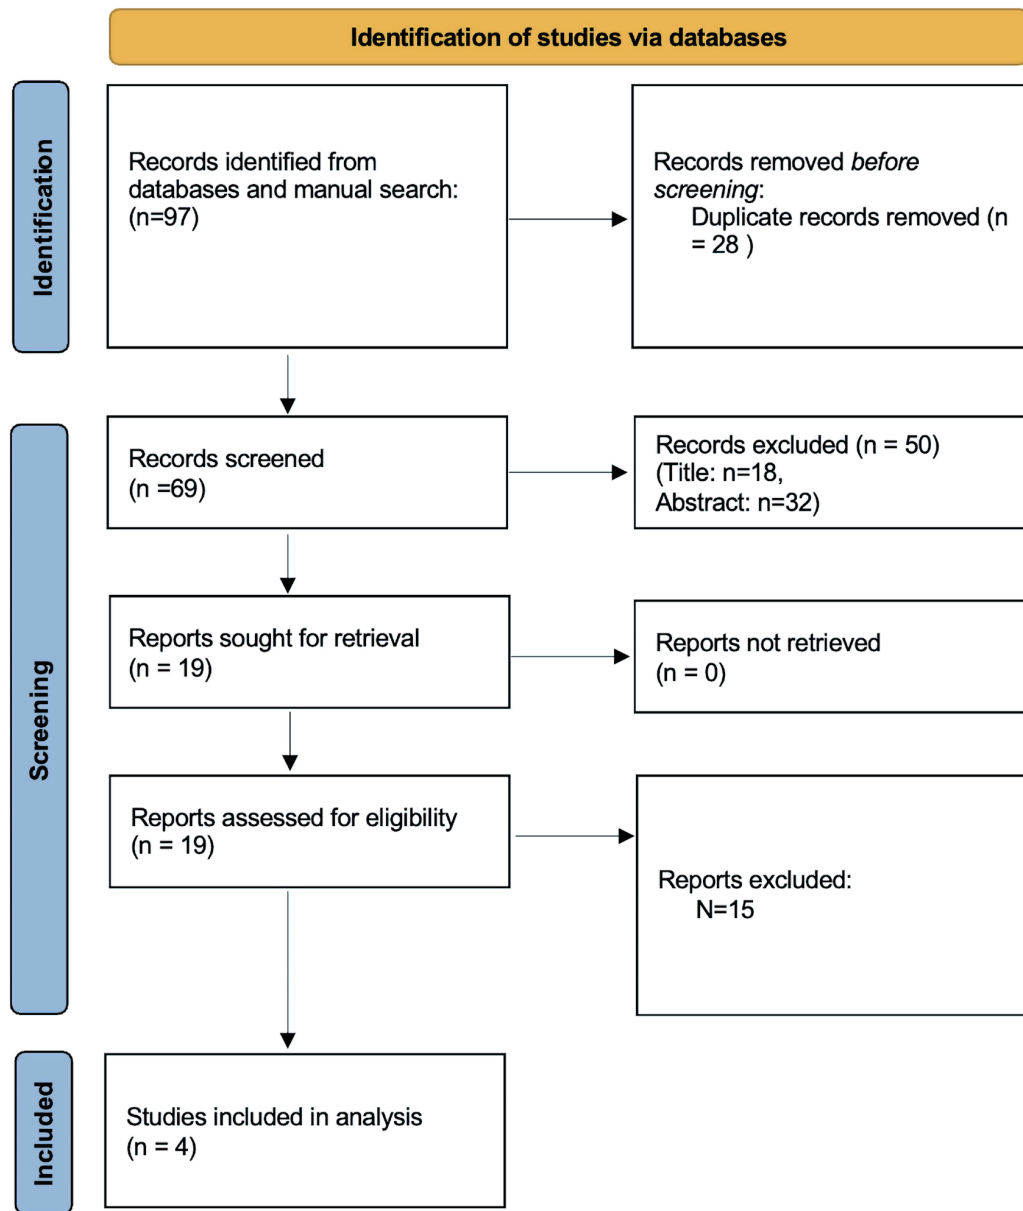 Identification of studies via databases
Identification
Records identified from
databases and manual search:
(n=97)
Records removed before
screening:
Duplicate records removed (n
= 28 )
Screening
Records screened
(n =69)
Records excluded (n = 50)
(Title: n=18,
Abstract: n=32)
Reports sought for retrieval
(n = 19)
Reports not retrieved
(n = 0)
Reports assessed for eligibility
(n = 19)
Reports excluded:
N=15
Included
Studies included in analysis
(n = 4)